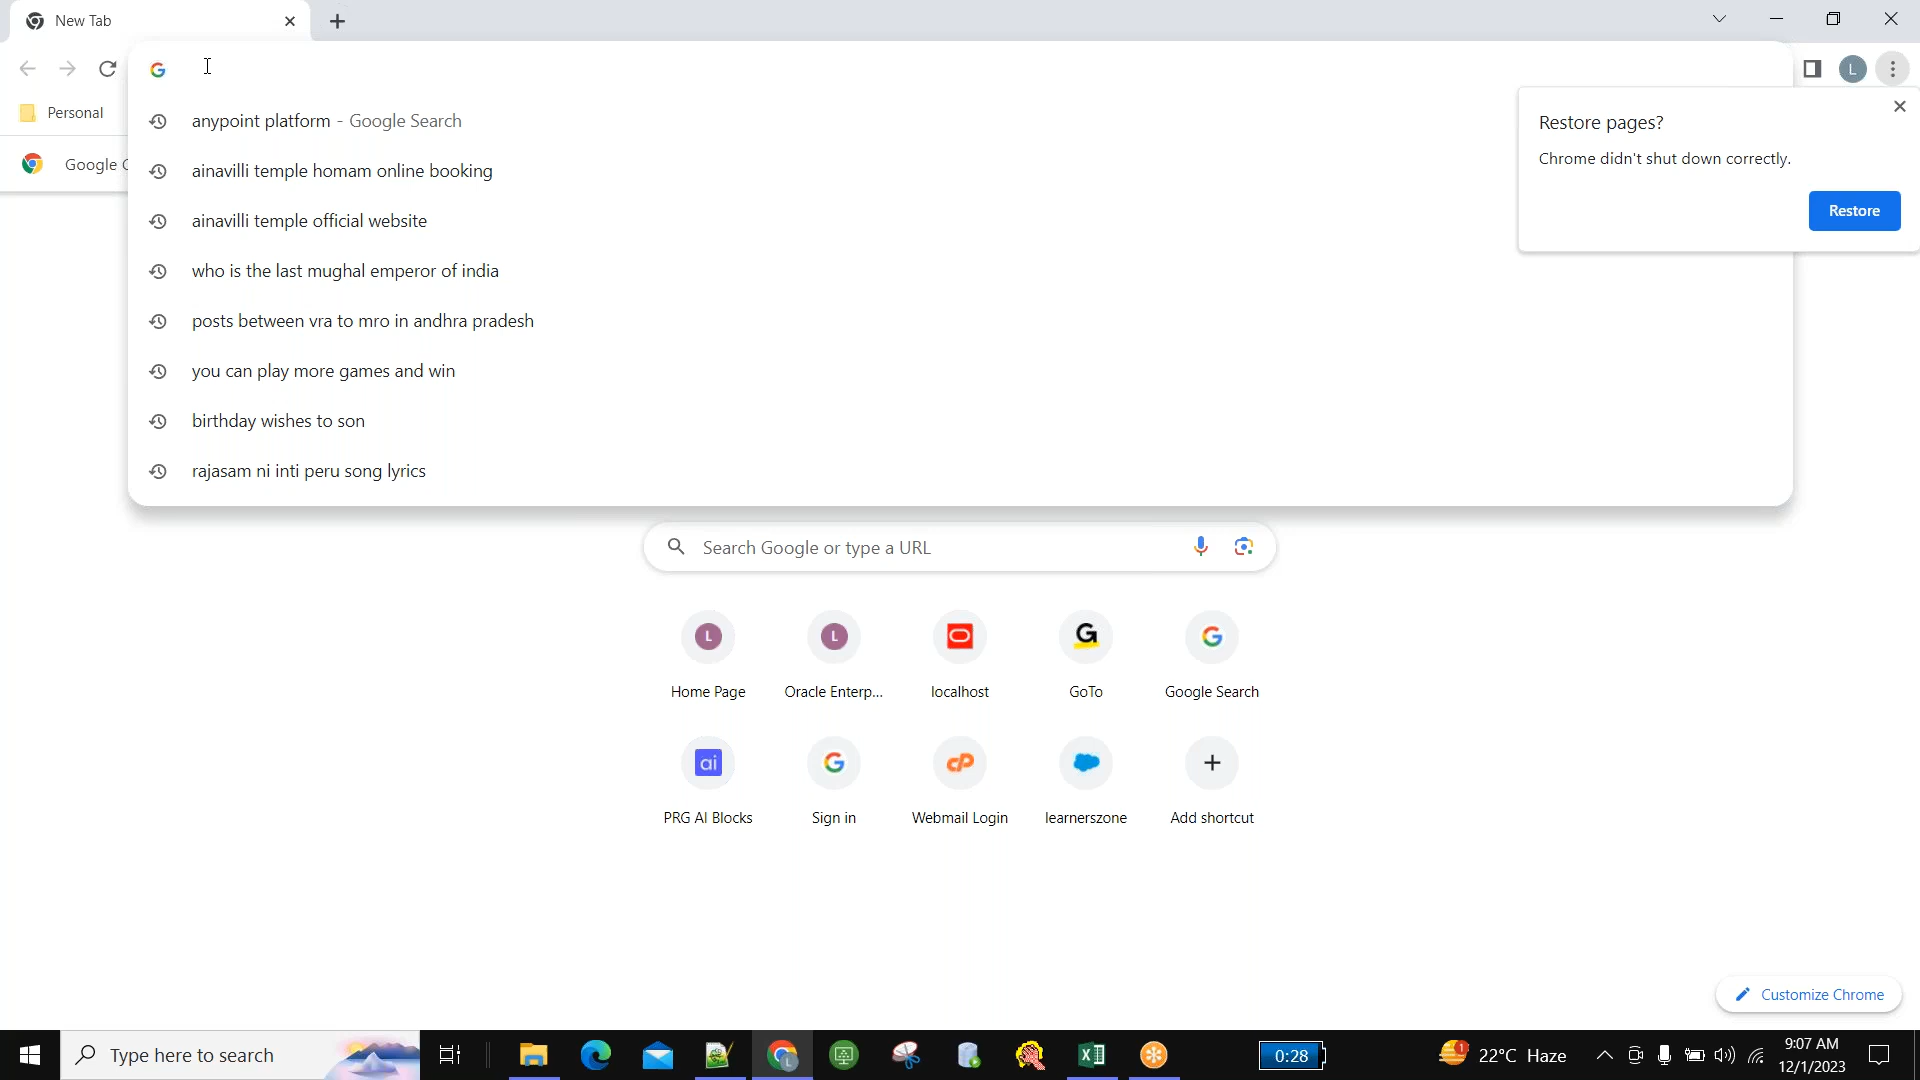 New Tab
Personal
Google C
anypoint platform - Google Search
ainavilli temple homam online booking
ainavilli temple official website
who is the last mughal emperor of india
posts between vra to mro in andhra pradesh
you can play more games and win
birthday wishes to son
rajasam ni inti peru song lyrics
L
Restore pages?
Chrome didn't shut down correctly.
Restore
Search Google or type a URL
L
L
G
G
Home Page
Oracle Enterp...
localhost
GoTo
Google Search
ai
G
cP
PRG AI Blocks
Sign in
Webmail Login
learnerszone
Add shortcut
Customize Chrome
Type here to search
L
0:28
1
22°C Haze
9:07 AM
12/1/2023